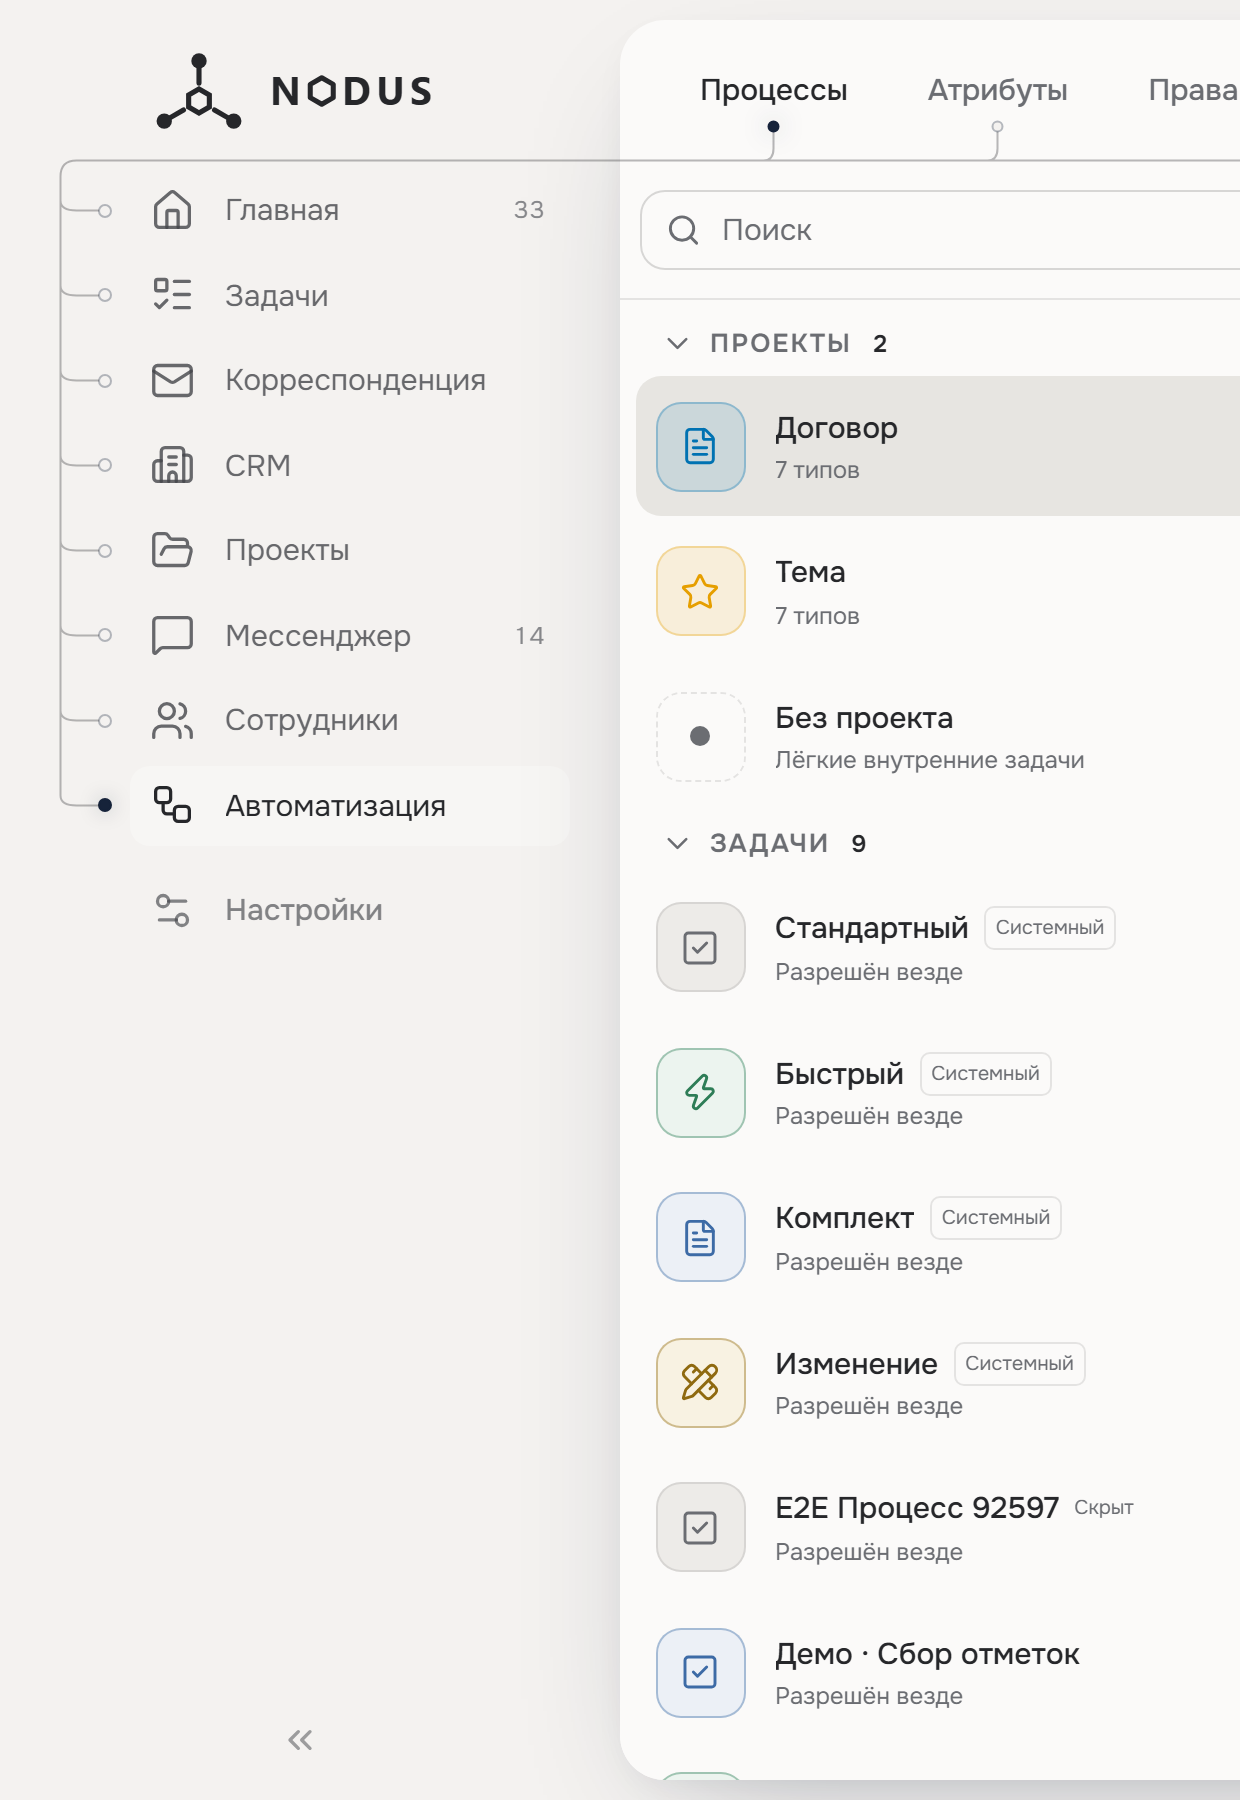 NODUS
Процессы Атрибуты Права
Главная 33
Задачи
Корреспонденция
CRM
Проекты
Мессенджер 14
Сотрудники
Автоматизация
Настройки
Поиск
ПРОЕКТЫ 2
Договор
7 типов
Тема
7 типов
Без проекта
Лёгкие внутренние задачи
ЗАДАЧИ 9
Стандартный Системный
Разрешён везде
Быстрый Системный
Разрешён везде
Комплект Системный
Разрешён везде
Изменение Системный
Разрешён везде
E2E Процесс 92597 Скрыт
Разрешён везде
Демо · Сбор отметок
Разрешён везде